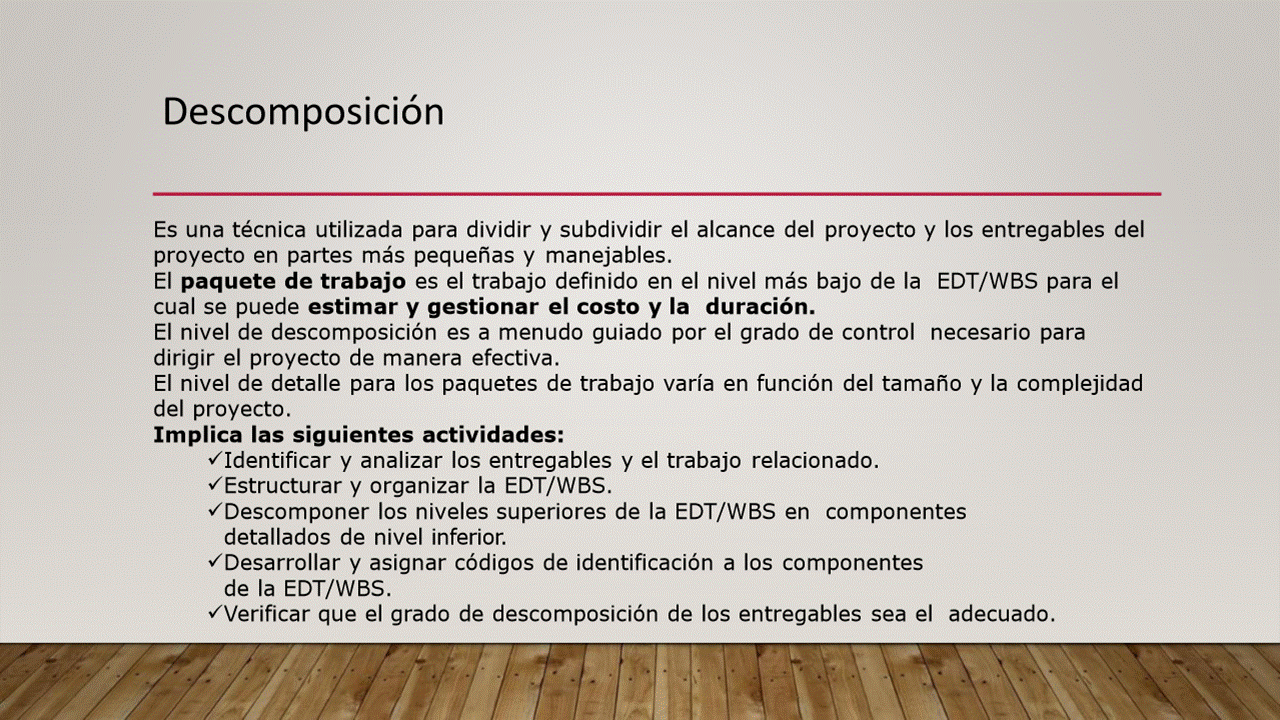 Descomposición
Es una técnica utilizada para dividir y subdividir el alcance del proyecto y los entregables del
proyecto en partes más pequeñas y manejables.
El paquete de trabajo es el trabajo definido en el nivel más bajo de la EDT/WBS para el
cual se puede estimar y gestionar el costo y la duración.
El nivel de descomposición es a menudo guiado por el grado de control necesario para
dirigir el proyecto de manera efectiva.
El nivel de detalle para los paquetes de trabajo varía en función del tamaño y la complejidad
del proyecto.
Implica las siguientes actividades:
✓Identificar y analizar los entregables y el trabajo relacionado.
✓Estructurar y organizar la EDT/WBS.
✓Descomponer los niveles superiores de la EDT/WBS en componentes
detallados de nivel inferior.
✓Desarrollar y asignar códigos de identificación a los componentes
de la EDT/WBS.
✓Verificar que el grado de descomposición de los entregables sea el adecuado.